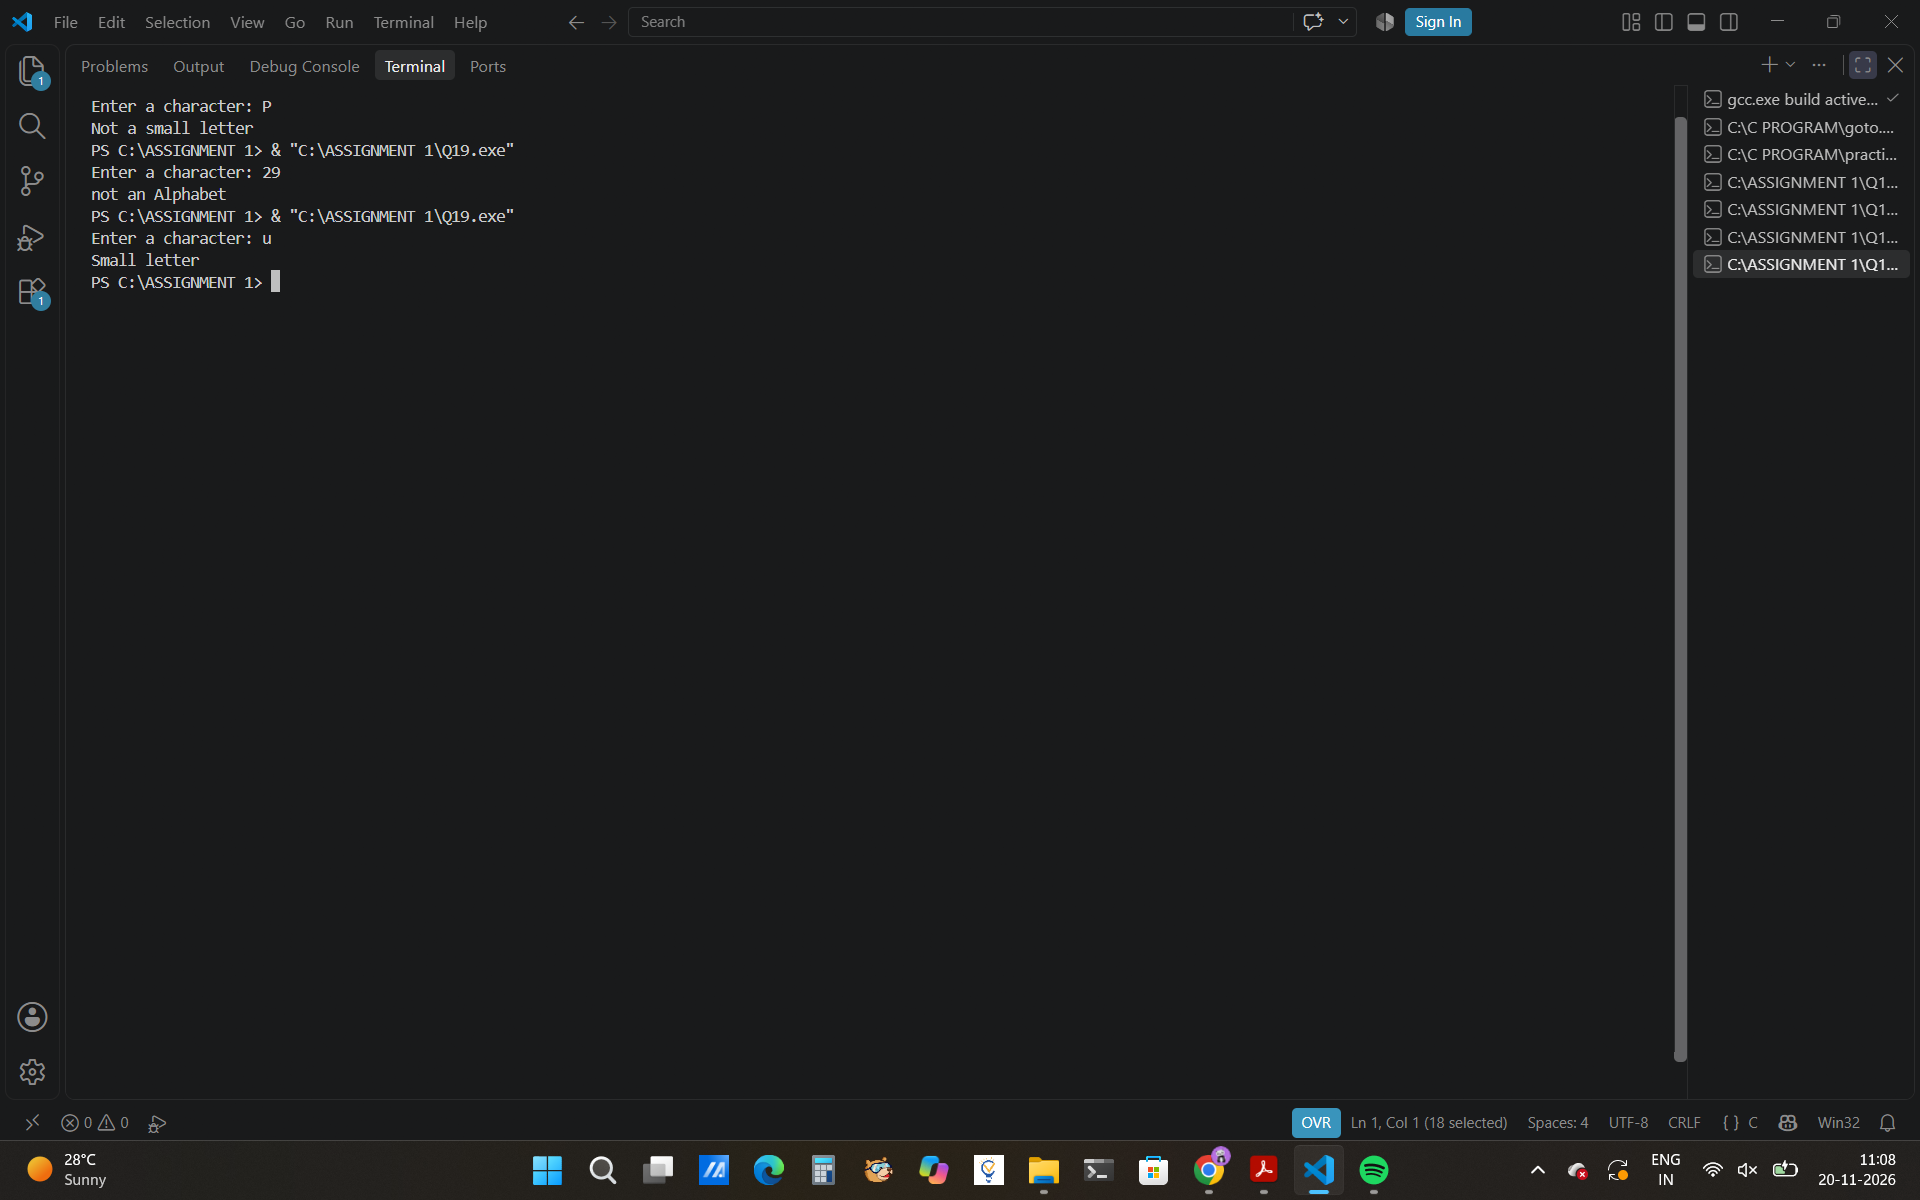 File Edit Selection View Go Run Terminal Help Search Sign In
Problems Output Debug Console Terminal Ports
1
1
Enter a character: P
Not a small letter
PS C:\ASSIGNMENT 1> & "C:\ASSIGNMENT 1\Q19.exe"
Enter a character: 29
not an Alphabet
PS C:\ASSIGNMENT 1> & "C:\ASSIGNMENT 1\Q19.exe"
Enter a character: u
Small letter
PS C:\ASSIGNMENT 1>
gcc.exe build active...
C:\C PROGRAM\goto....
C:\C PROGRAM\practi...
C:\ASSIGNMENT 1\Q1...
C:\ASSIGNMENT 1\Q1...
C:\ASSIGNMENT 1\Q1...
C:\ASSIGNMENT 1\Q1...
0 0 OVR Ln 1, Col 1 (18 selected) Spaces: 4 UTF-8 CRLF { } C Win32
28°C
Sunny
ENG
IN
11:08
20-11-2026